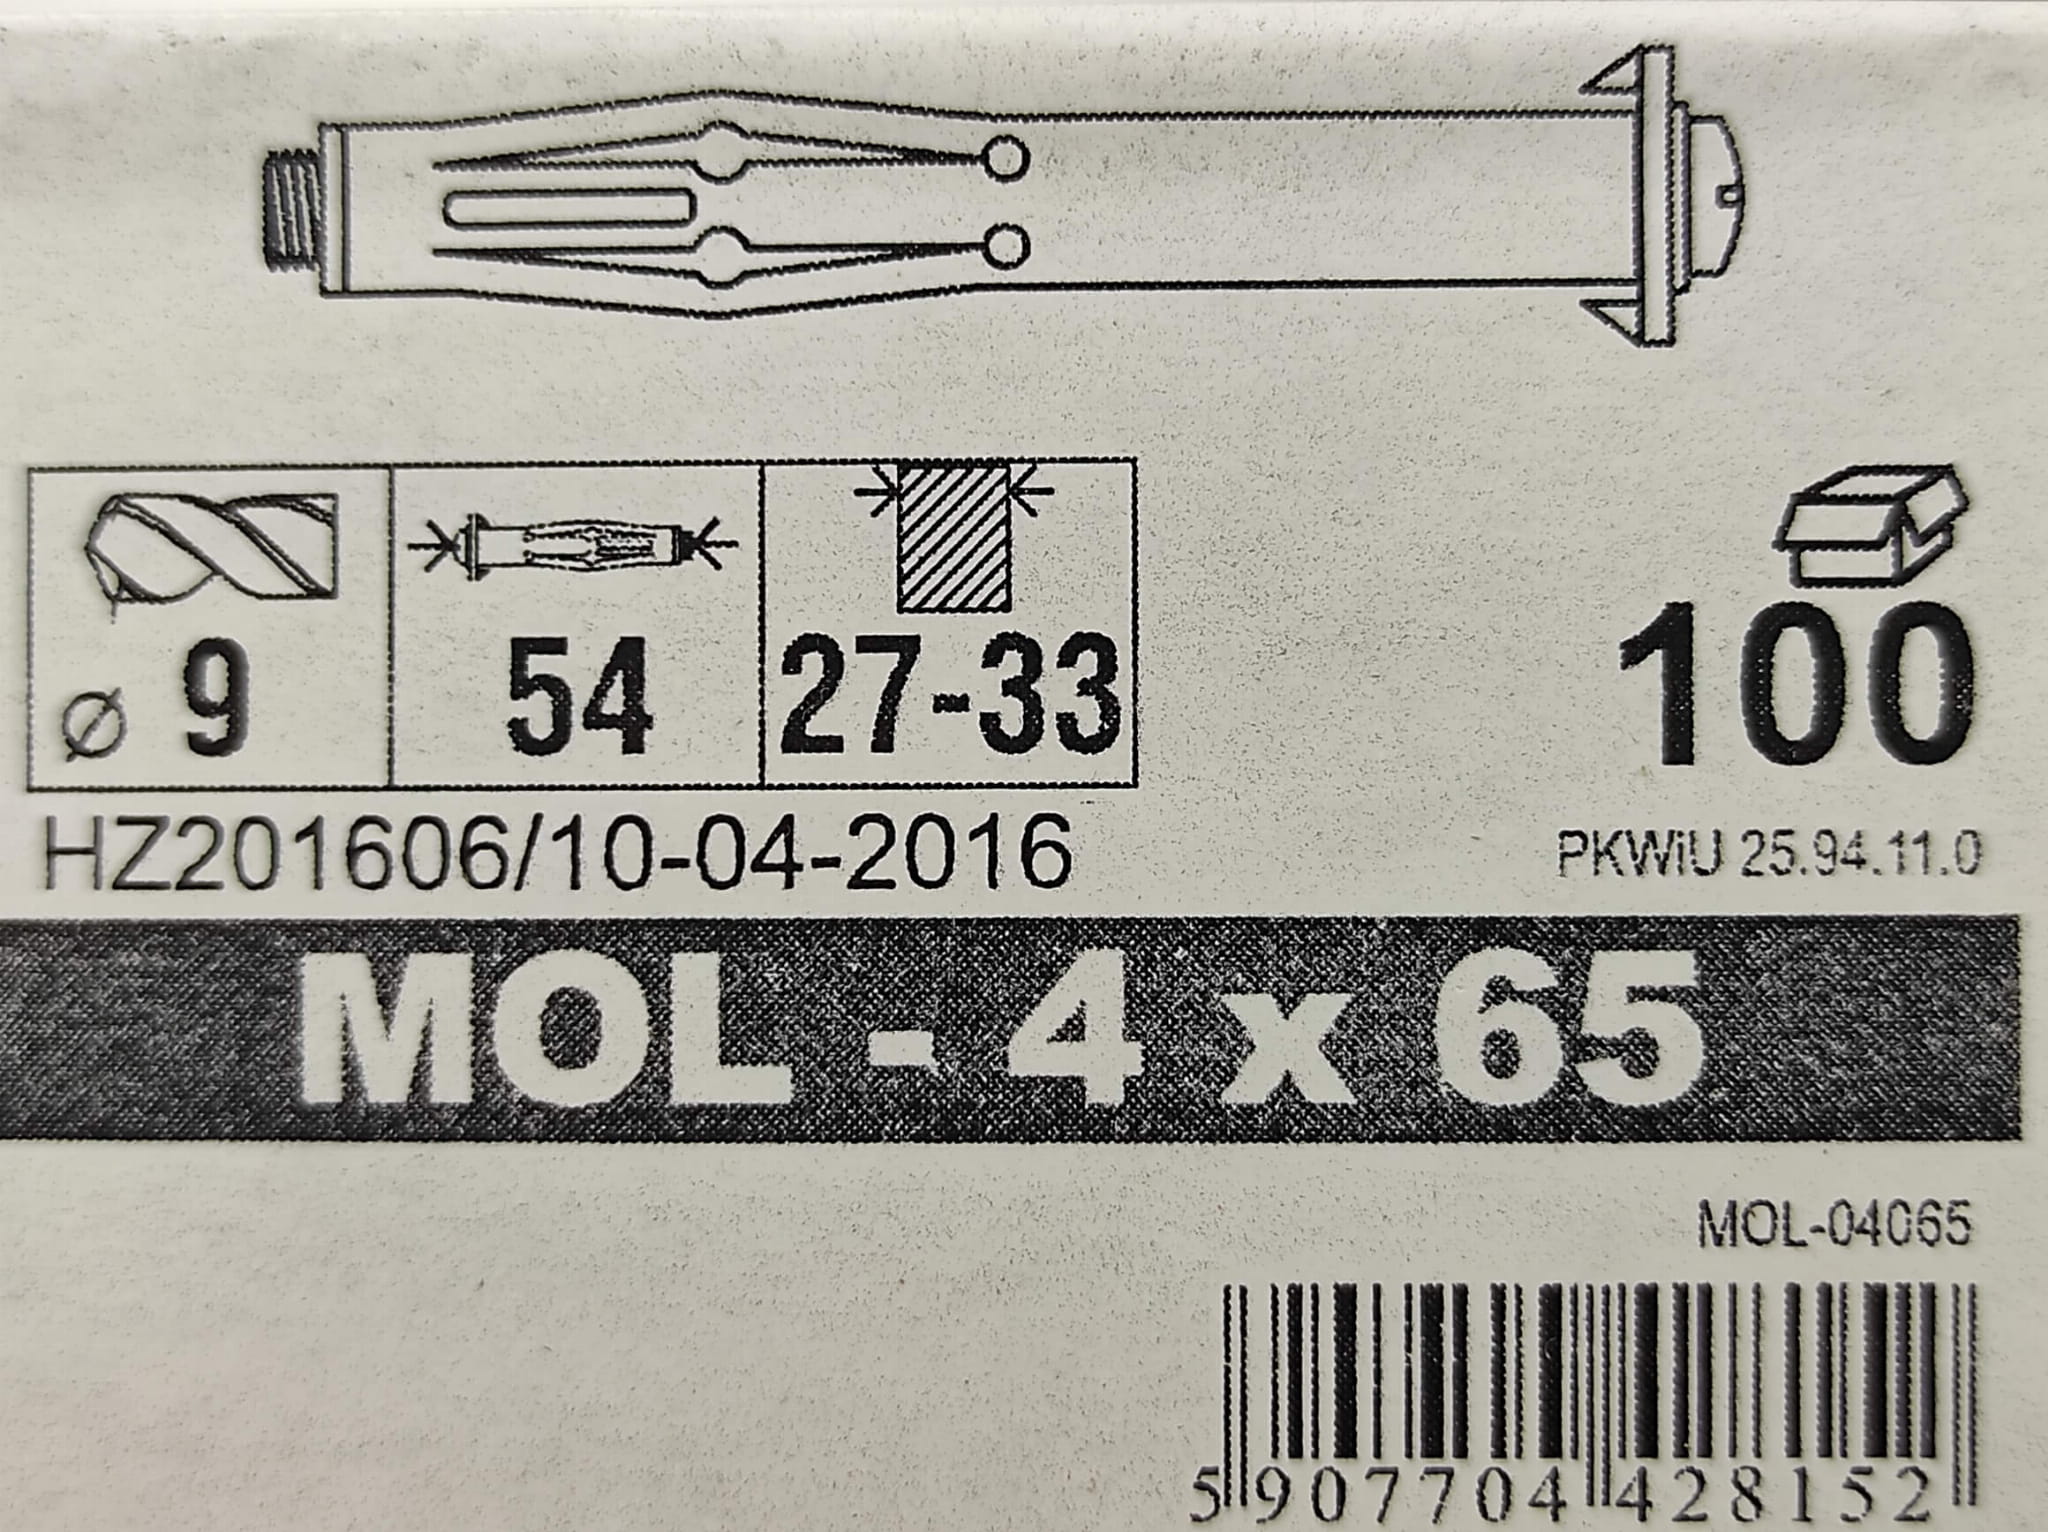 ⌀ 9
54
27-33
100
HZ201606/10-04-2016
PKWiU 25.94.11.0
MOL - 4 x 65
MOL-04065
5 907704 428152